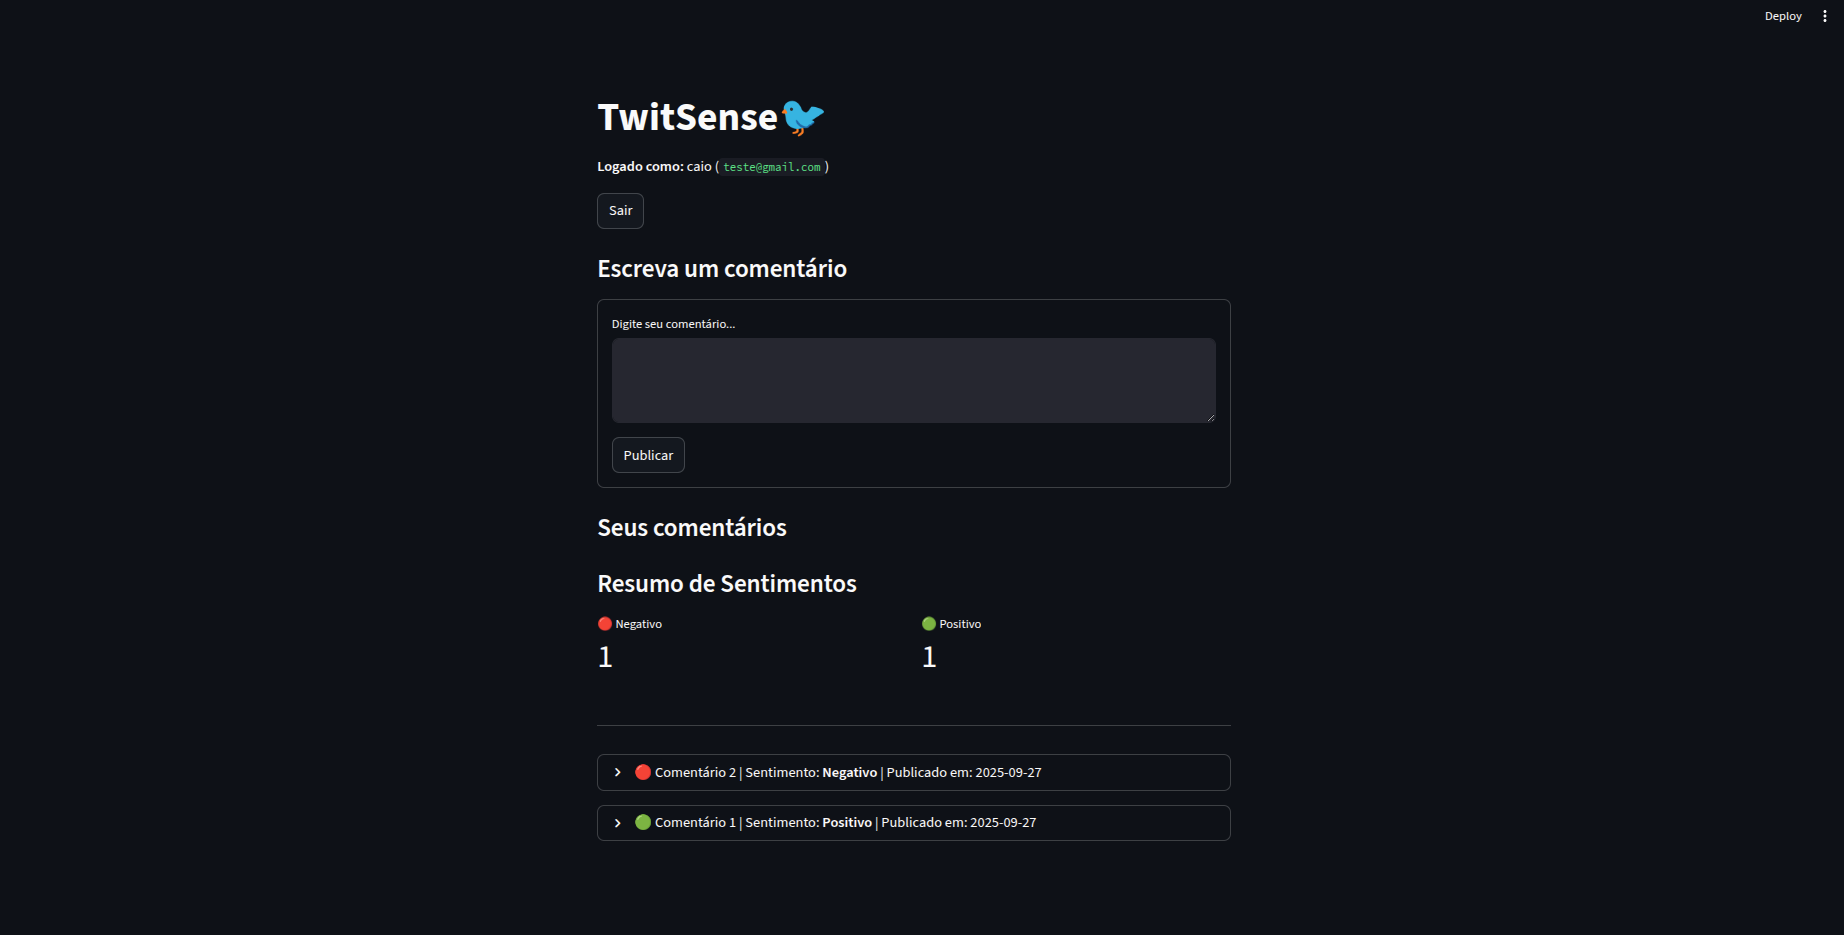 Deploy
TwitSense
Logado como: caio ( teste@gmail.com )
Sair
Escreva um comentário
Digite seu comentário...
Publicar
Seus comentários
Resumo de Sentimentos
Negativo
Positivo
1
1
Comentário 2 | Sentimento: Negativo | Publicado em: 2025-09-27
Comentário 1 | Sentimento: Positivo | Publicado em: 2025-09-27